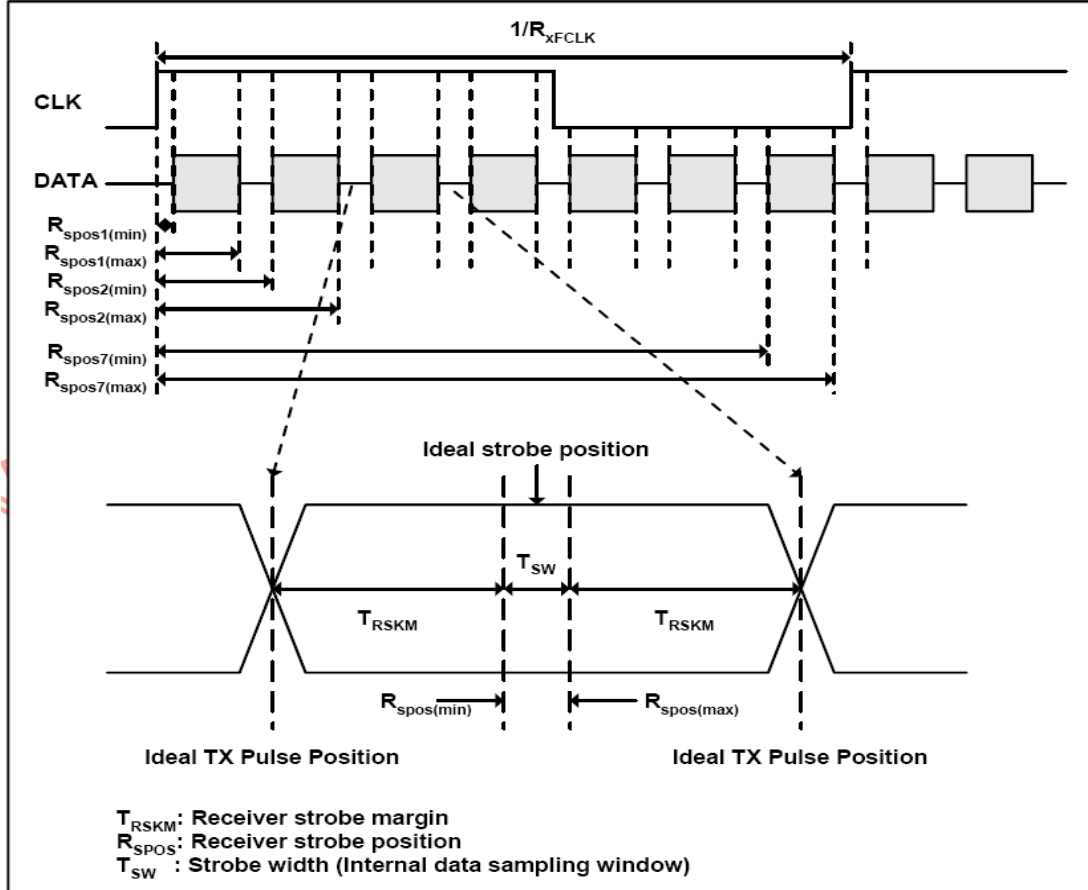 1/RxFCLK
CLK
DATA
Rspos1(min)
Rspos1(max)
Rspos2(min)
Rspos2(max)
Rspos7(min)
Rspos7(max)
Ideal strobe position
TSW
TRSKM TRSKM
Rspos(min) Rspos(max)
Ideal TX Pulse Position Ideal TX Pulse Position
TRSKM: Receiver strobe margin
RSPOS: Receiver strobe position
TSW : Strobe width (Internal data sampling window)